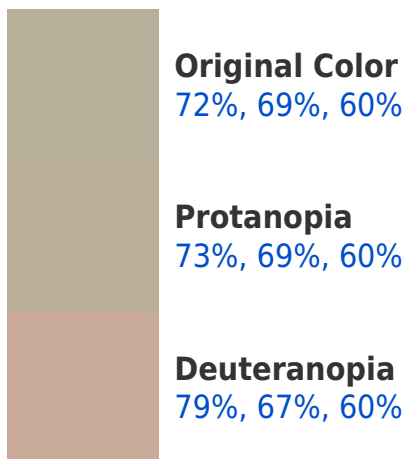 Original Color
72%, 69%, 60%
Protanopia
73%, 69%, 60%
Deuteranopia
79%, 67%, 60%